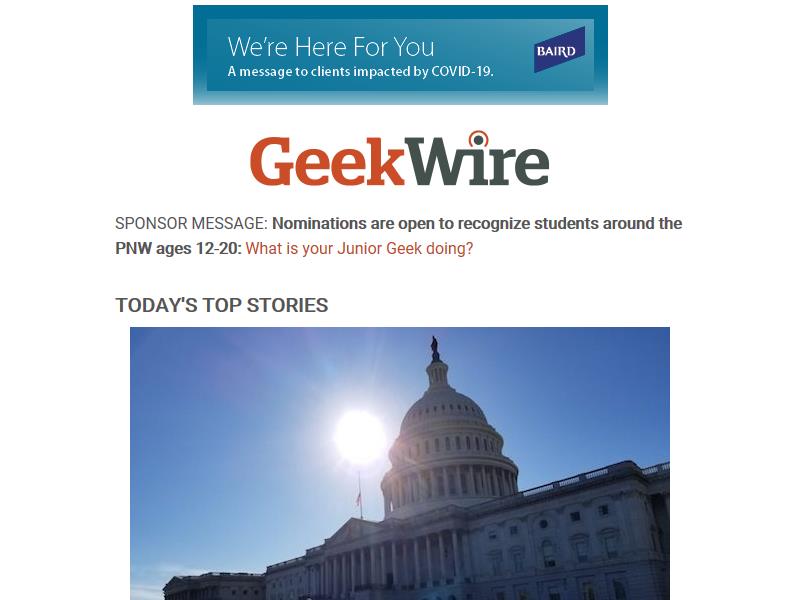 We're Here For You
A message to clients impacted by COVID-19.
BAIRD
GeekWire
SPONSOR MESSAGE: Nominations are open to recognize students around the
PNW ages 12-20: What is your Junior Geek doing?
TODAY'S TOP STORIES